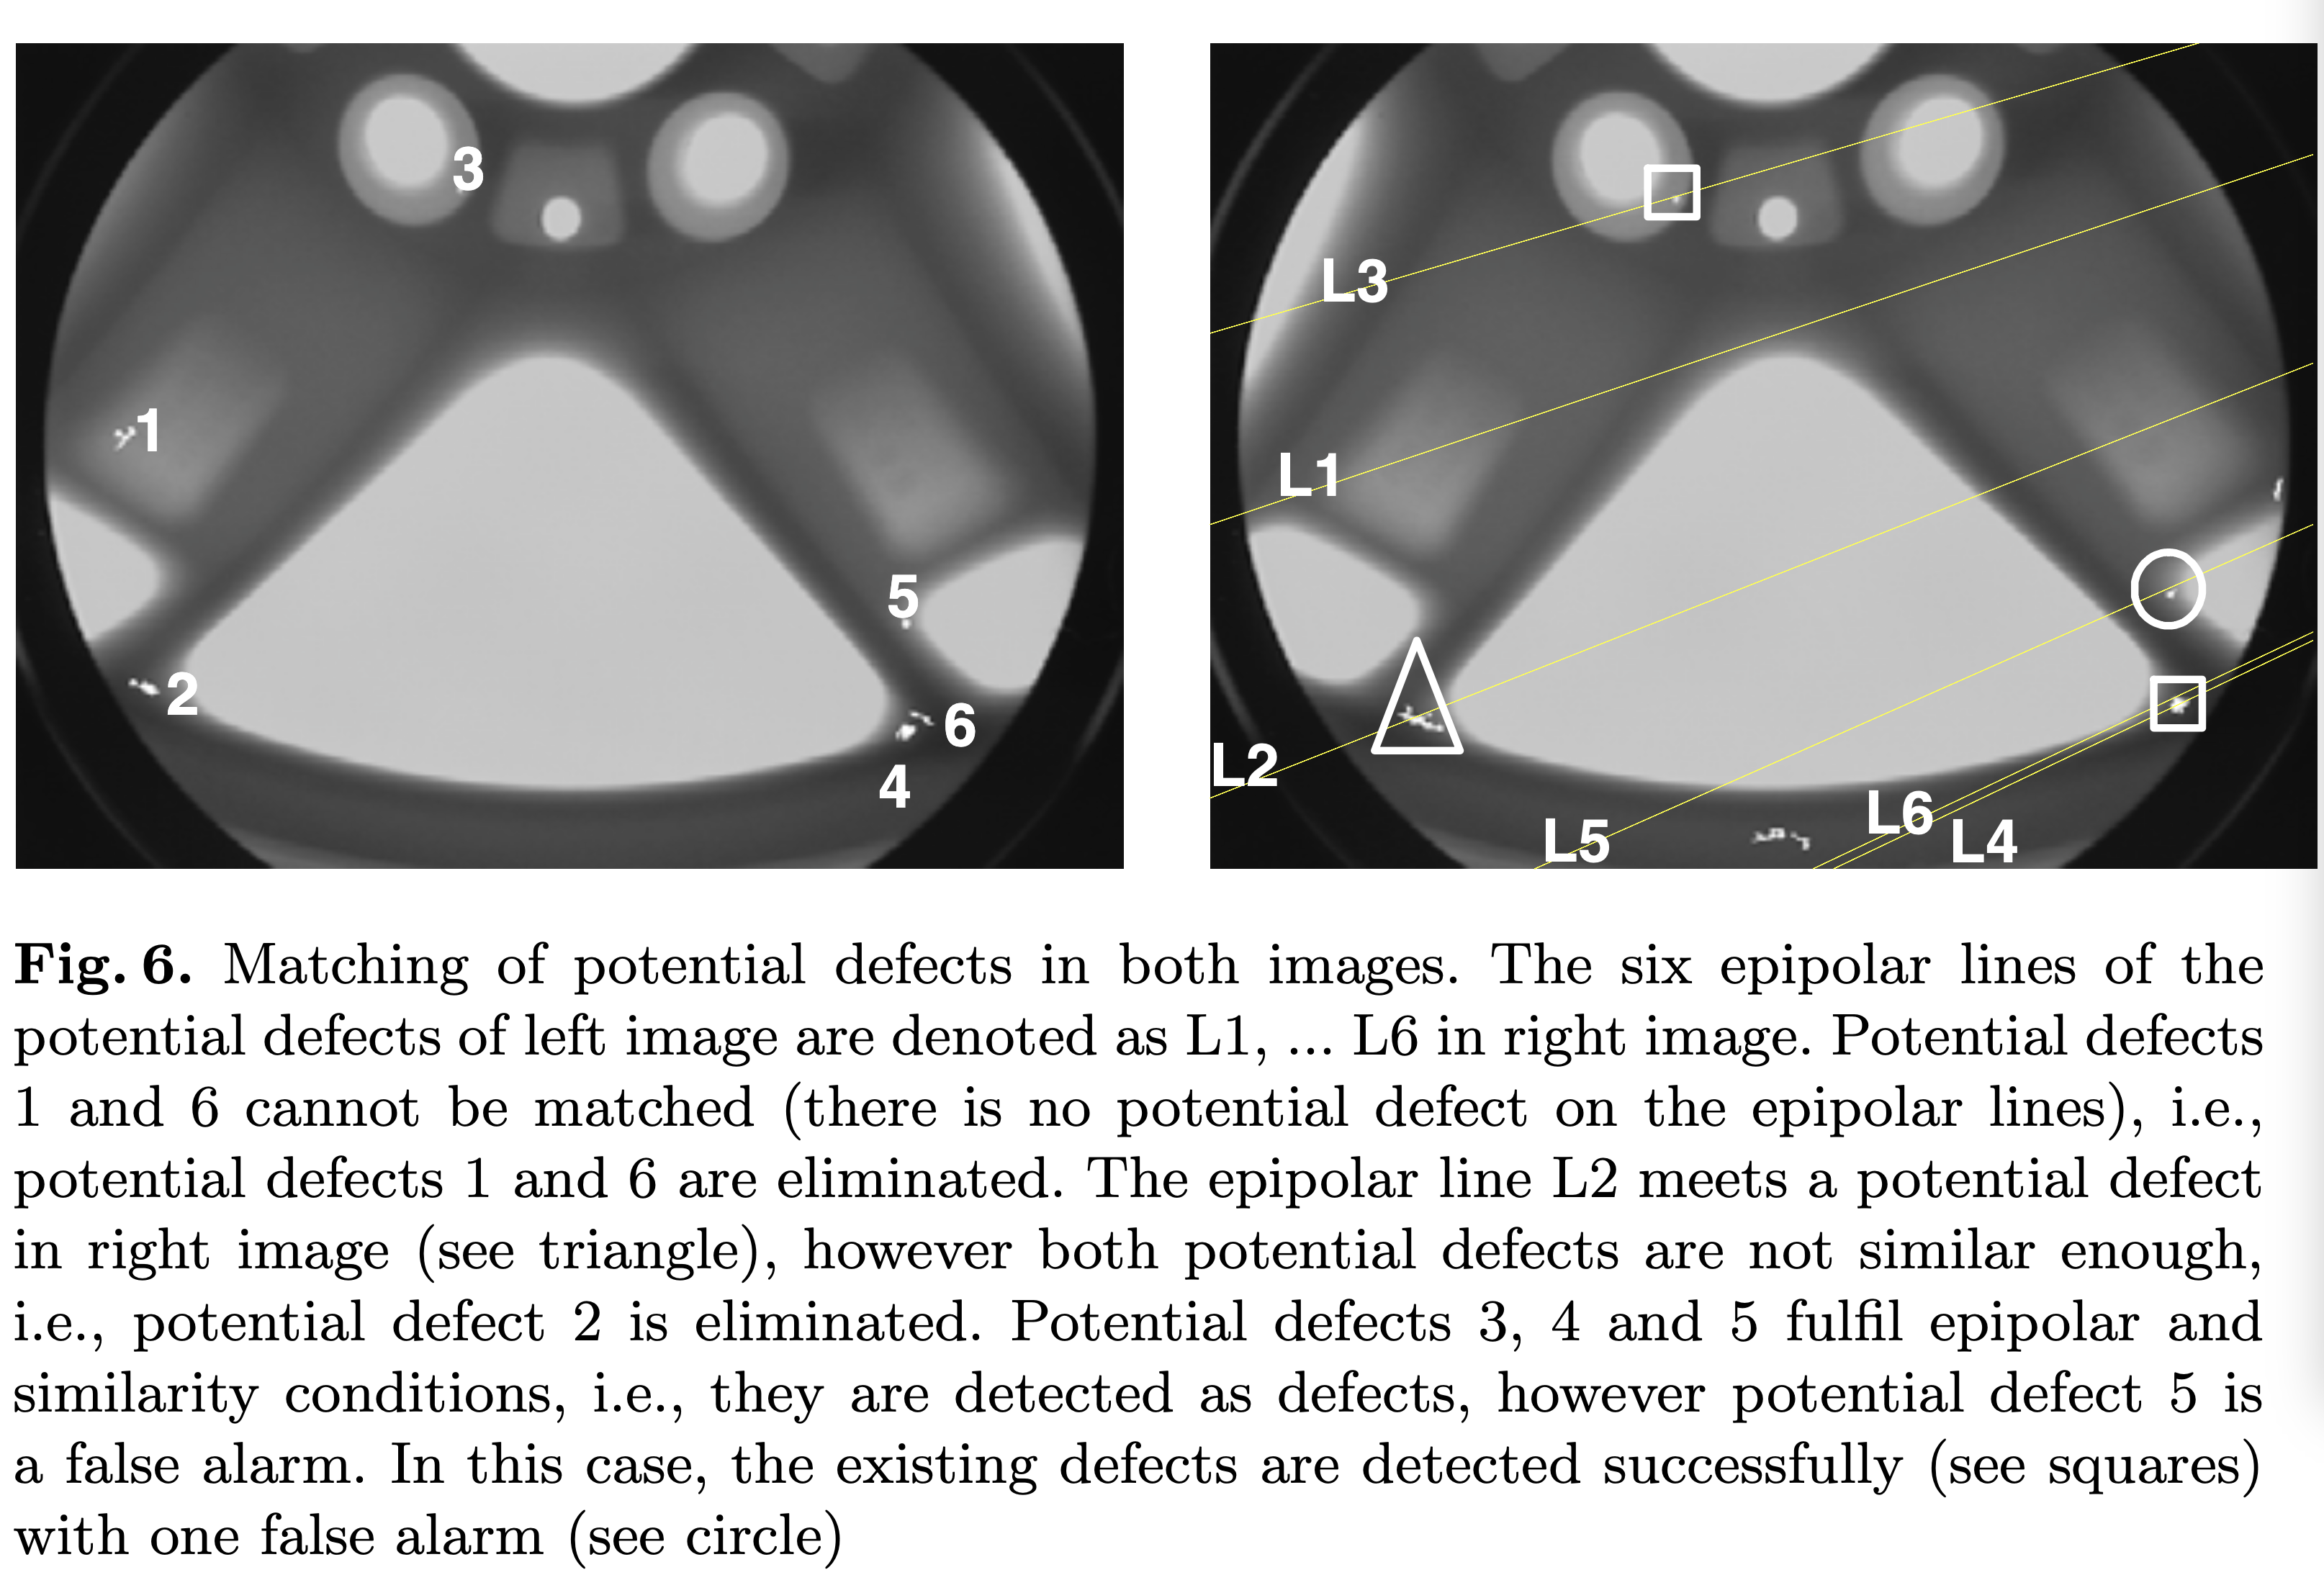 3
1
5
2
6
4
L3
L1
L2
L5
L6
L4
Fig. 6. Matching of potential defects in both images. The six epipolar lines of the
potential defects of left image are denoted as L1, ... L6 in right image. Potential defects
1 and 6 cannot be matched (there is no potential defect on the epipolar lines), i.e.,
potential defects 1 and 6 are eliminated. The epipolar line L2 meets a potential defect
in right image (see triangle), however both potential defects are not similar enough,
i.e., potential defect 2 is eliminated. Potential defects 3, 4 and 5 fulfil epipolar and
similarity conditions, i.e., they are detected as defects, however potential defect 5 is
a false alarm. In this case, the existing defects are detected successfully (see squares)
with one false alarm (see circle)